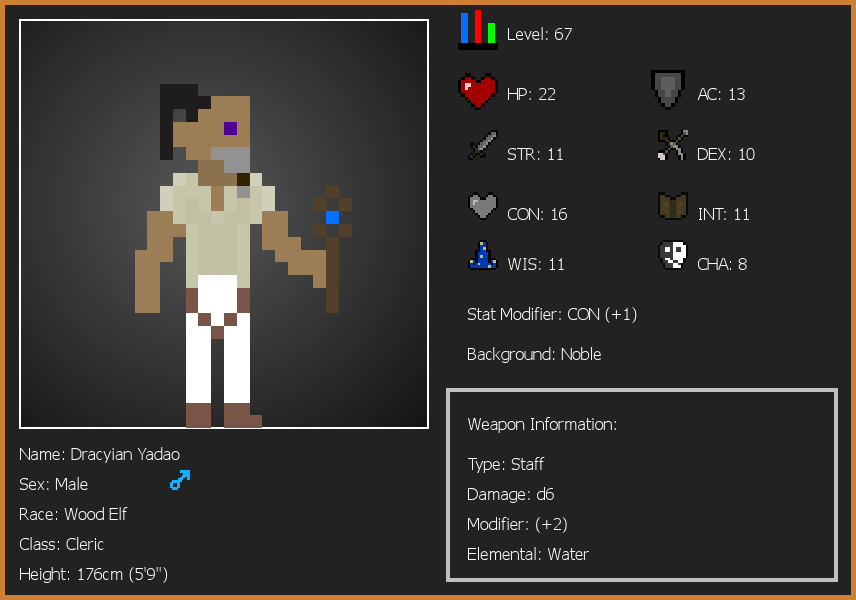 Level: 67
HP: 22
AC: 13
STR: 11
DEX: 10
CON: 16
INT: 11
WIS: 11
CHA: 8
Stat Modifier: CON (+1)
Background: Noble
Weapon Information:
Type: Staff
Damage: d6
Modifier: (+2)
Elemental: Water
Name: Dracyian Yadao
Sex: Male
Race: Wood Elf
Class: Cleric
Height: 176cm (5'9")